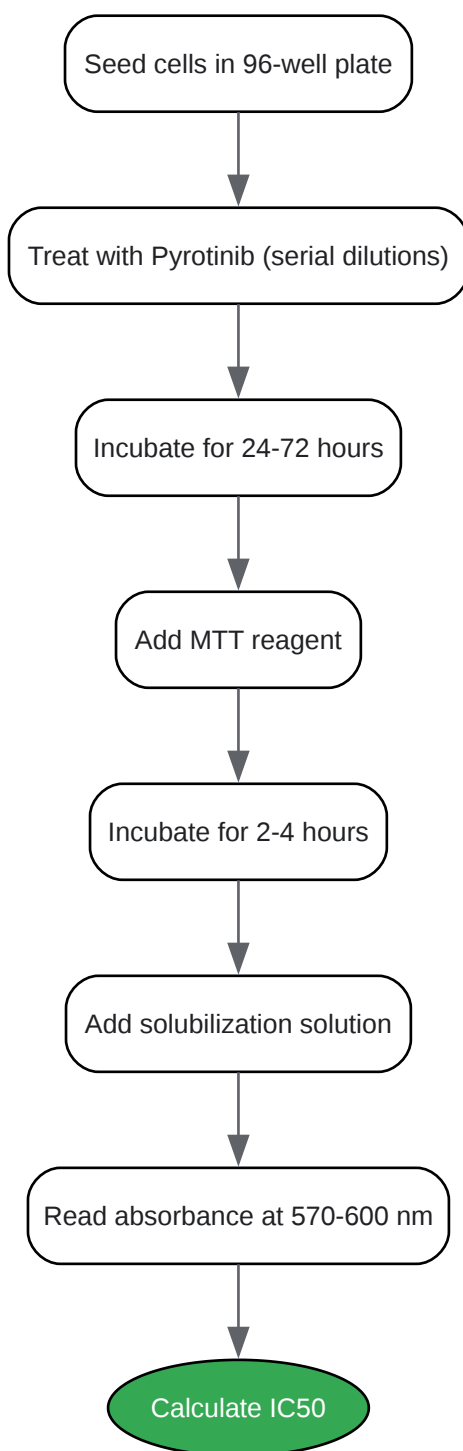 Seed cells in 96-well plate
Treat with Pyrotinib (serial dilutions)
Incubate for 24-72 hours
Add MTT reagent
Incubate for 2-4 hours
Add solubilization solution
Read absorbance at 570-600 nm
Calculate IC50